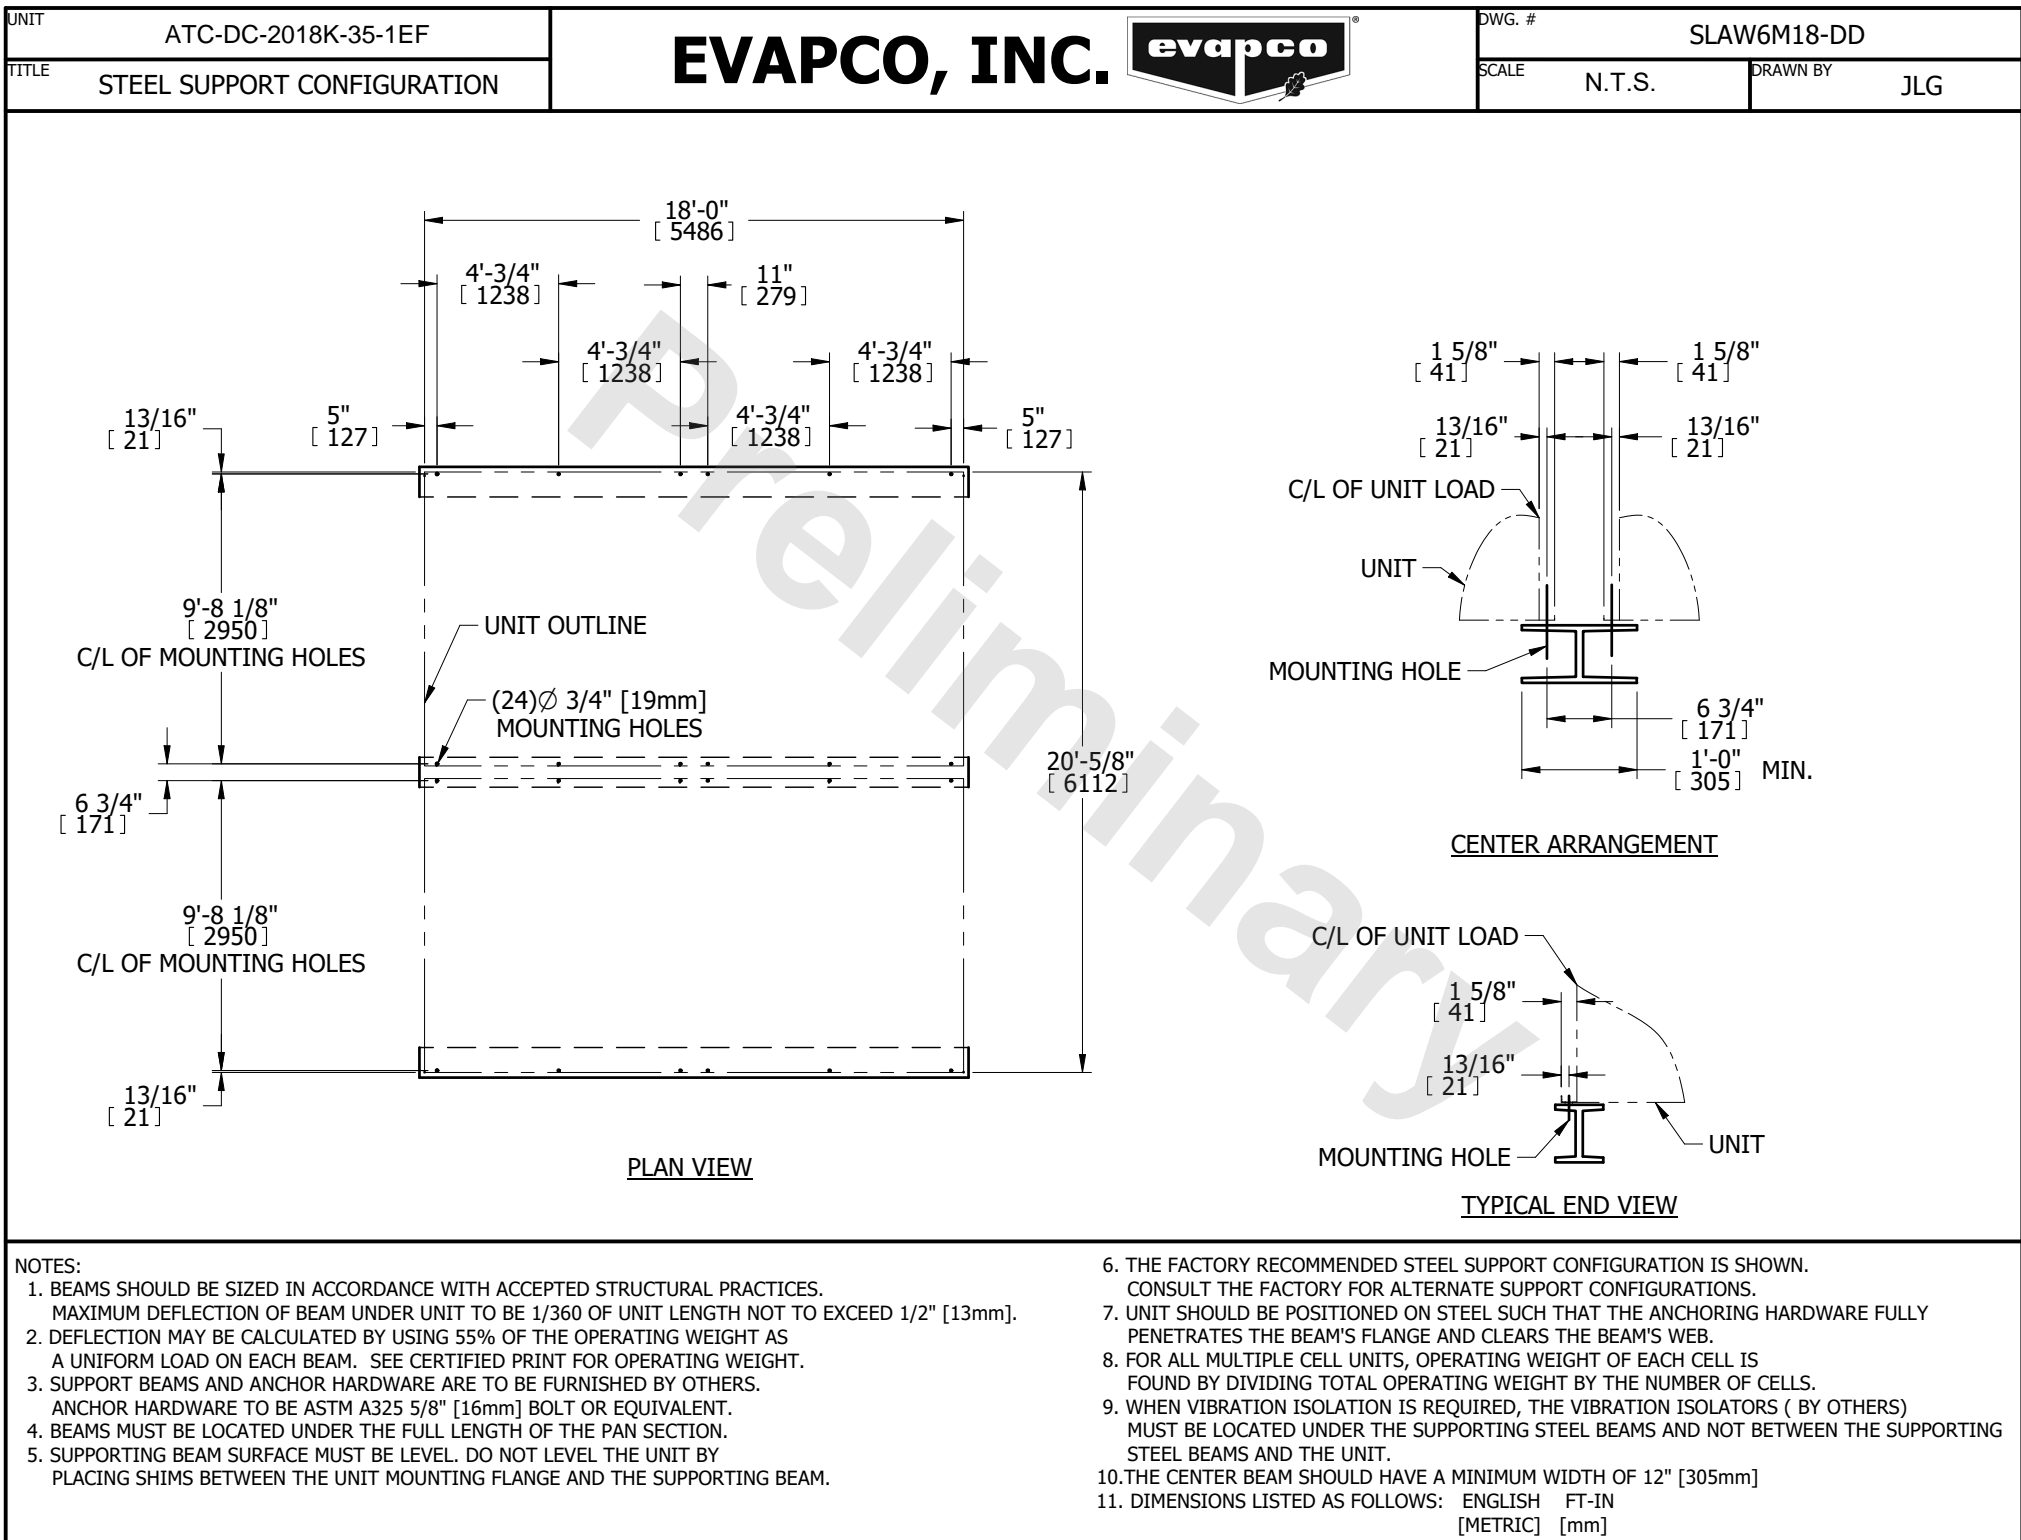 UNIT
ATC-DC-2018K-35-1EF
TITLE
STEEL SUPPORT CONFIGURATION
EVAPCO, INC.
evapco
®
DWG. #
SLAW6M18-DD
SCALE
N.T.S.
DRAWN BY
JLG
18'-0"
[ 5486 ]
4'-3/4"
[ 1238 ]
11"
[ 279 ]
4'-3/4"
[ 1238 ]
4'-3/4"
[ 1238 ]
13/16"
[ 21 ]
5"
[ 127 ]
4'-3/4"
[ 1238 ]
5"
[ 127 ]
9'-8 1/8"
[ 2950 ]
C/L OF MOUNTING HOLES
UNIT OUTLINE
(24)Ø 3/4" [19mm]
MOUNTING HOLES
20'-5/8"
[ 6112 ]
6 3/4"
[ 171 ]
9'-8 1/8"
[ 2950 ]
C/L OF MOUNTING HOLES
13/16"
[ 21 ]
PLAN VIEW
Preliminary
1 5/8"
[ 41 ]
1 5/8"
[ 41 ]
13/16"
[ 21 ]
13/16"
[ 21 ]
C/L OF UNIT LOAD
UNIT
MOUNTING HOLE
6 3/4"
[ 171 ]
1'-0"
[ 305 ] MIN.
CENTER ARRANGEMENT
C/L OF UNIT LOAD
1 5/8"
[ 41 ]
13/16"
[ 21 ]
MOUNTING HOLE
UNIT
TYPICAL END VIEW
NOTES:
1. BEAMS SHOULD BE SIZED IN ACCORDANCE WITH ACCEPTED STRUCTURAL PRACTICES.
MAXIMUM DEFLECTION OF BEAM UNDER UNIT TO BE 1/360 OF UNIT LENGTH NOT TO EXCEED 1/2" [13mm].
2. DEFLECTION MAY BE CALCULATED BY USING 55% OF THE OPERATING WEIGHT AS
A UNIFORM LOAD ON EACH BEAM. SEE CERTIFIED PRINT FOR OPERATING WEIGHT.
3. SUPPORT BEAMS AND ANCHOR HARDWARE ARE TO BE FURNISHED BY OTHERS.
ANCHOR HARDWARE TO BE ASTM A325 5/8" [16mm] BOLT OR EQUIVALENT.
4. BEAMS MUST BE LOCATED UNDER THE FULL LENGTH OF THE PAN SECTION.
5. SUPPORTING BEAM SURFACE MUST BE LEVEL. DO NOT LEVEL THE UNIT BY
PLACING SHIMS BETWEEN THE UNIT MOUNTING FLANGE AND THE SUPPORTING BEAM.
6. THE FACTORY RECOMMENDED STEEL SUPPORT CONFIGURATION IS SHOWN.
CONSULT THE FACTORY FOR ALTERNATE SUPPORT CONFIGURATIONS.
7. UNIT SHOULD BE POSITIONED ON STEEL SUCH THAT THE ANCHORING HARDWARE FULLY
PENETRATES THE BEAM'S FLANGE AND CLEARS THE BEAM'S WEB.
8. FOR ALL MULTIPLE CELL UNITS, OPERATING WEIGHT OF EACH CELL IS
FOUND BY DIVIDING TOTAL OPERATING WEIGHT BY THE NUMBER OF CELLS.
9. WHEN VIBRATION ISOLATION IS REQUIRED, THE VIBRATION ISOLATORS ( BY OTHERS)
MUST BE LOCATED UNDER THE SUPPORTING STEEL BEAMS AND NOT BETWEEN THE SUPPORTING
STEEL BEAMS AND THE UNIT.
10.THE CENTER BEAM SHOULD HAVE A MINIMUM WIDTH OF 12" [305mm]
11. DIMENSIONS LISTED AS FOLLOWS: ENGLISH FT-IN
[METRIC] [mm]